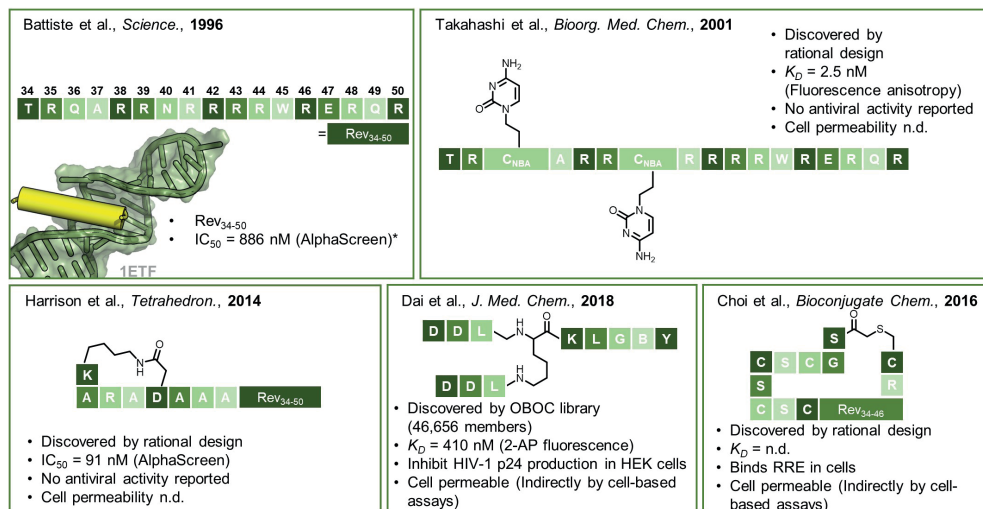 Battiste et al., Science., 1996
34 35 36 37 38 39 40 41 42 43 44 45 46 47 48 49 50
T R Q A R R N R R R R W R E R Q R
= Rev34-50
• Rev34-50
• IC50 = 886 nM (AlphaScreen)*
1ETF
Takahashi et al., Bioorg. Med. Chem., 2001
• Discovered by
rational design
• KD = 2.5 nM
(Fluorescence anisotropy)
• No antiviral activity reported
• Cell permeability n.d.
NH2
N
O
N
T R CNBA A R R CNBA R R R R W R E R Q R
N
O
N
NH2
Harrison et al., Tetrahedron., 2014
O
NH
K
A R A D A A A Rev34-50
• Discovered by rational design
• IC50 = 91 nM (AlphaScreen)
• No antiviral activity reported
• Cell permeability n.d.
Dai et al., J. Med. Chem., 2018
H
N
O
D D L K L G B Y
H
N
D D L
• Discovered by OBOC library
(46,656 members)
• KD = 410 nM (2-AP fluorescence)
• Inhibit HIV-1 p24 production in HEK cells
• Cell permeable (Indirectly by cell-based
assays)
Choi et al., Bioconjugate Chem., 2016
O
S
S
C S C G C
S R
C S C Rev34-46
• Discovered by rational design
• KD = n.d.
• Binds RRE in cells
• Cell permeable (Indirectly by cell-
based assays)